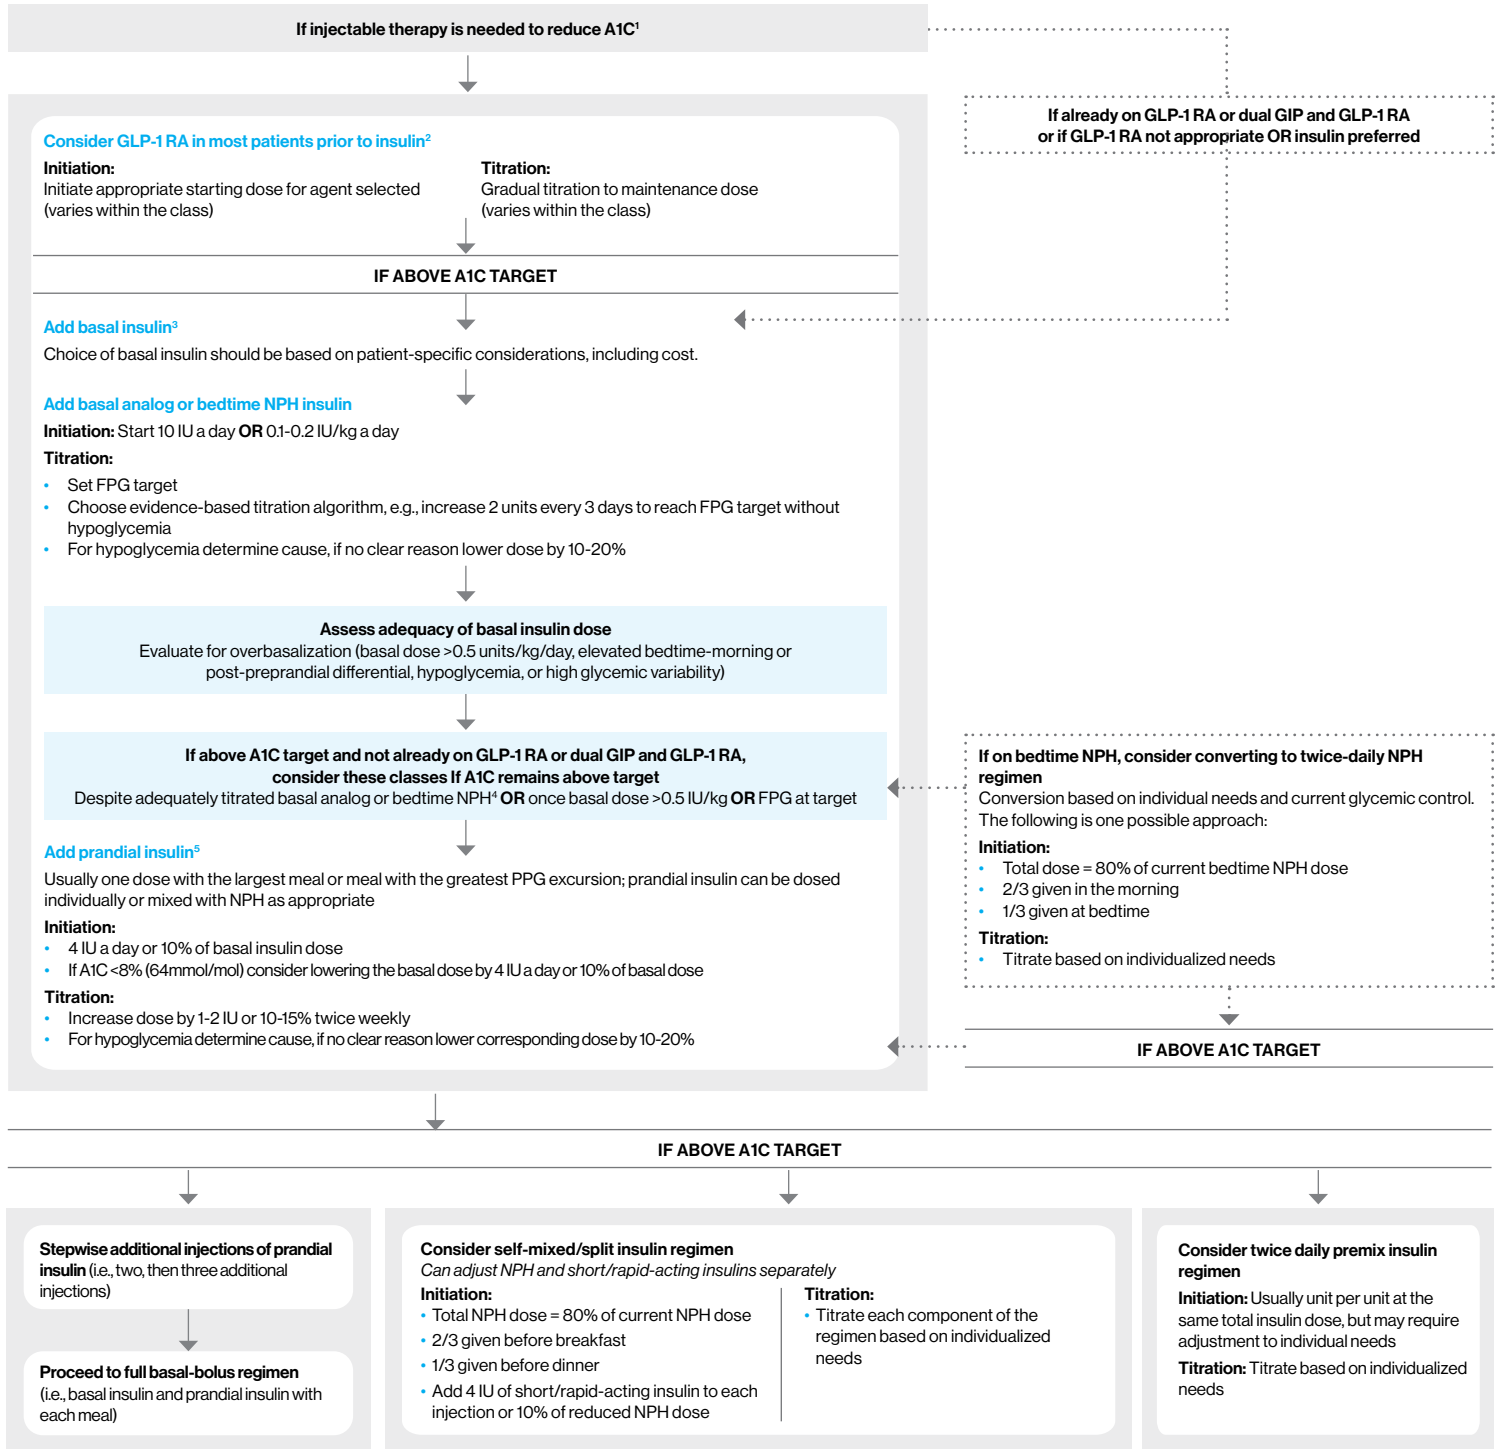 If injectable therapy is needed to reduce A1C¹
If already on GLP-1 RA or dual GIP and GLP-1 RA
or if GLP-1 RA not appropriate OR insulin preferred
Consider GLP-1 RA in most patients prior to insulin²
Initiation:
Initiate appropriate starting dose for agent selected
(varies within the class)
Titration:
Gradual titration to maintenance dose
(varies within the class)
IF ABOVE A1C TARGET
Add basal insulin³
Choice of basal insulin should be based on patient-specific considerations, including cost.
Add basal analog or bedtime NPH insulin
Initiation: Start 10 IU a day OR 0.1-0.2 IU/kg a day
Titration:
• Set FPG target
• Choose evidence-based titration algorithm, e.g., increase 2 units every 3 days to reach FPG target without
hypoglycemia
• For hypoglycemia determine cause, if no clear reason lower dose by 10-20%
Assess adequacy of basal insulin dose
Evaluate for overbasalization (basal dose >0.5 units/kg/day, elevated bedtime-morning or
post-preprandial differential, hypoglycemia, or high glycemic variability)
If above A1C target and not already on GLP-1 RA or dual GIP and GLP-1 RA,
consider these classes If A1C remains above target
Despite adequately titrated basal analog or bedtime NPH⁴ OR once basal dose >0.5 IU/kg OR FPG at target
Add prandial insulin⁵
Usually one dose with the largest meal or meal with the greatest PPG excursion; prandial insulin can be dosed
individually or mixed with NPH as appropriate
Initiation:
• 4 IU a day or 10% of basal insulin dose
• If A1C <8% (64mmol/mol) consider lowering the basal dose by 4 IU a day or 10% of basal dose
Titration:
• Increase dose by 1-2 IU or 10-15% twice weekly
• For hypoglycemia determine cause, if no clear reason lower corresponding dose by 10-20%
If on bedtime NPH, consider converting to twice-daily NPH
regimen
Conversion based on individual needs and current glycemic control.
The following is one possible approach:
Initiation:
• Total dose = 80% of current bedtime NPH dose
• 2/3 given in the morning
• 1/3 given at bedtime
Titration:
• Titrate based on individualized needs
IF ABOVE A1C TARGET
IF ABOVE A1C TARGET
Stepwise additional injections of prandial
insulin (i.e., two, then three additional
injections)
Proceed to full basal-bolus regimen
(i.e., basal insulin and prandial insulin with
each meal)
Consider self-mixed/split insulin regimen
Can adjust NPH and short/rapid-acting insulins separately
Initiation:
• Total NPH dose = 80% of current NPH dose
• 2/3 given before breakfast
• 1/3 given before dinner
• Add 4 IU of short/rapid-acting insulin to each
injection or 10% of reduced NPH dose
Titration:
• Titrate each component of the
regimen based on individualized
needs
Consider twice daily premix insulin
regimen
Initiation: Usually unit per unit at the
same total insulin dose, but may require
adjustment to individual needs
Titration: Titrate based on individualized
needs